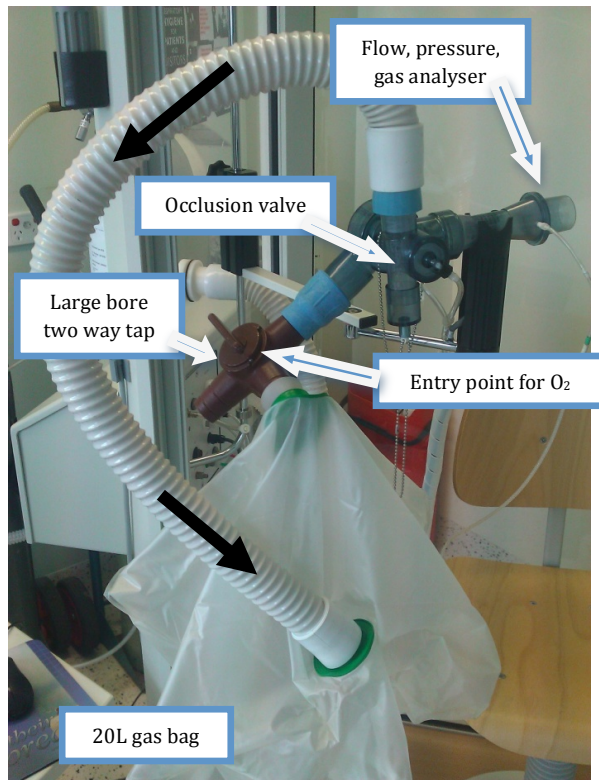 Flow, pressure,
gas analyser
Occlusion valve
Large bore
two way tap
Entry point for O₂
20L gas bag